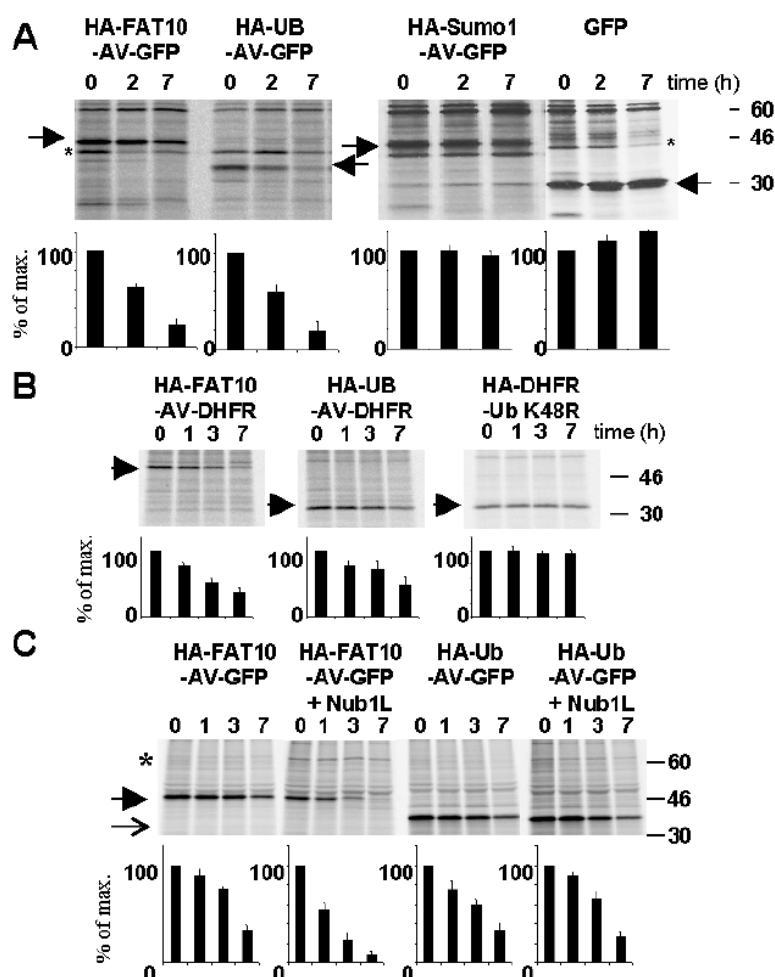 A
HA-FAT10 HA-UB HA-Sumo1 GFP
-AV-GFP -AV-GFP -AV-GFP
0 2 7 0 2 7 0 2 7 0 2 7 time (h)
60
46
*
*
30
% of max.
100 100 100 100
0 0 0 0
B
HA-FAT10 HA-UB HA-DHFR
-AV-DHFR -AV-DHFR -Ub K48R
0 1 3 7 0 1 3 7 0 1 3 7 time (h)
46
30
% of max.
100 100 100
0 0 0
C
HA-FAT10 HA-FAT10 HA-Ub HA-Ub
-AV-GFP -AV-GFP -AV-GFP -AV-GFP
+ Nub1L + Nub1L
0 1 3 7 0 1 3 7 0 1 3 7 0 1 3 7
*
60
46
30
% of max.
100 100 100 100
0 0 0 0